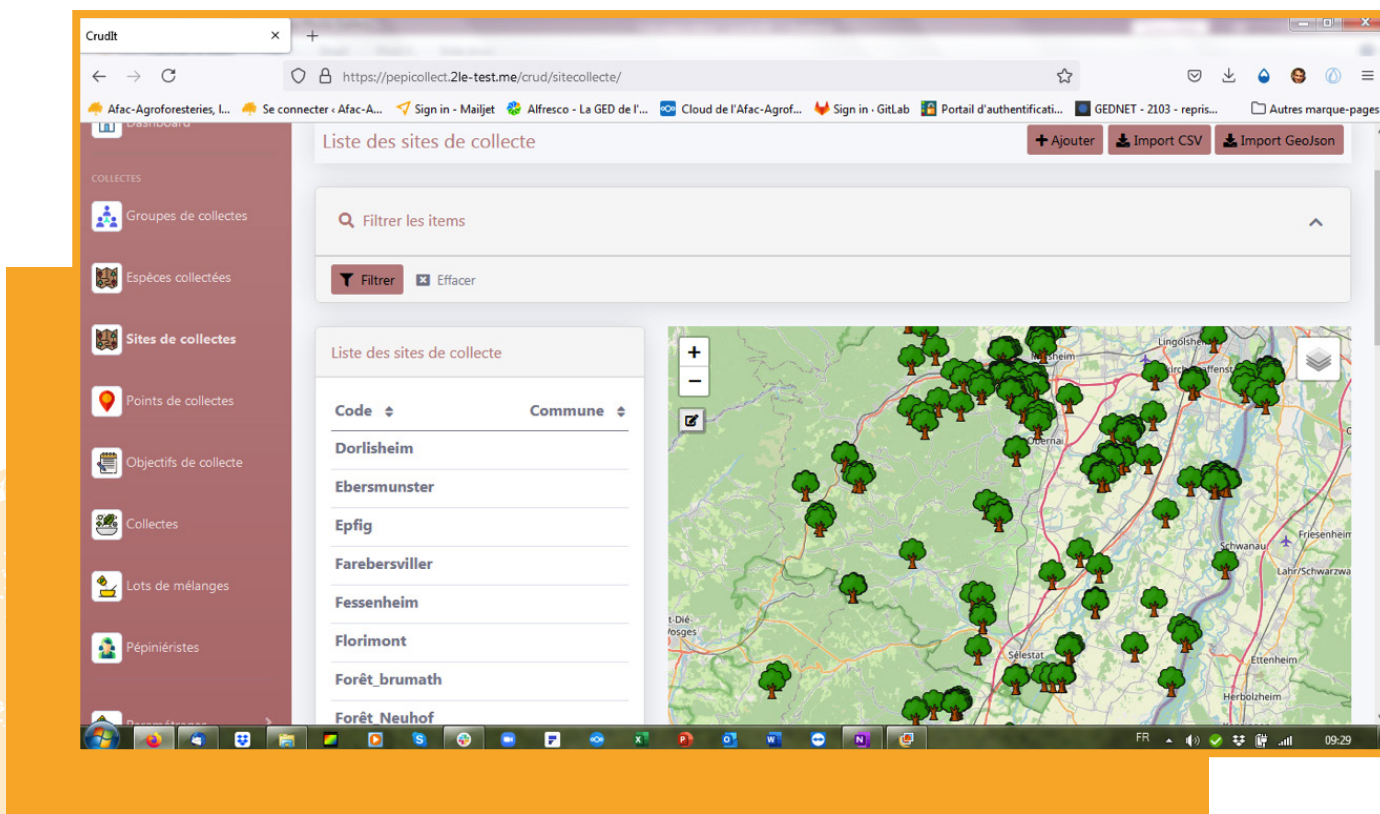 CrudIt
https://pepicollect.2le-test.me/crud/sitecollecte/
Afac-Agroforesteries, l... Se connecter ‹ Afac-A... Sign in - Mailjet Alfresco - La GED de l'... Cloud de l'Afac-Agrof... Sign in · GitLab Portail d'authentificati... GEDNET - 2103 - repris... Autres marque-pages
Dashboard
Liste des sites de collecte
Ajouter Import CSV Import GeoJson
COLLECTES
Groupes de collectes
Espèces collectées
Sites de collectes
Points de collectes
Objectifs de collecte
Collectes
Lots de mélanges
Pépiniéristes
Paramétrages
Filtrer les items
Filtrer Effacer
Liste des sites de collecte
Code Commune
Dorlisheim
Ebersmunster
Epfig
Farebersviller
Fessenheim
Florimont
Forêt_brumath
Forêt_Neuhof
+
−
Obernai
Schwanau
Friesenheim
Lahr/Schwarzwa
t-Dié-
Vosges
Sélestat
Ettenheim
Herbolzheim
FR 09:29